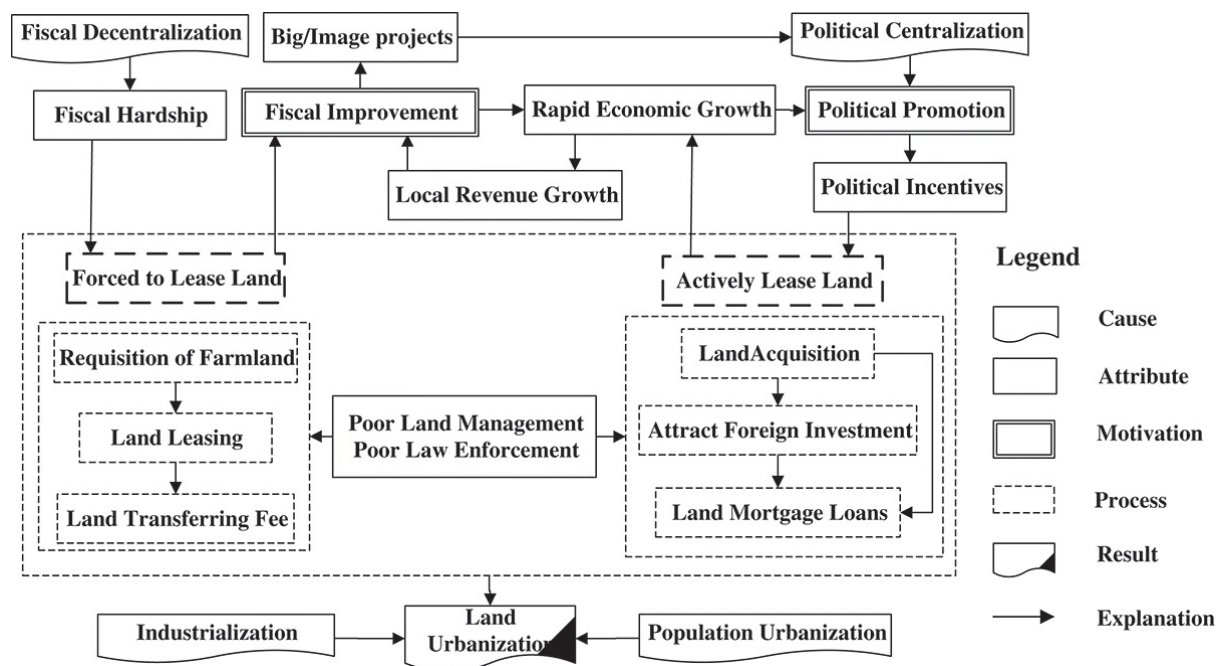 Fiscal Decentralization
Big/Image projects
Political Centralization
Fiscal Hardship
Fiscal Improvement
Rapid Economic Growth
Political Promotion
Local Revenue Growth
Political Incentives
Forced to Lease Land
Actively Lease Land
Requisition of Farmland
Land Leasing
Land Transferring Fee
Poor Land Management
Poor Law Enforcement
LandAcquisition
Attract Foreign Investment
Land Mortgage Loans
Industrialization
Land
Urbanization
Population Urbanization
Legend
Cause
Attribute
Motivation
Process
Result
Explanation